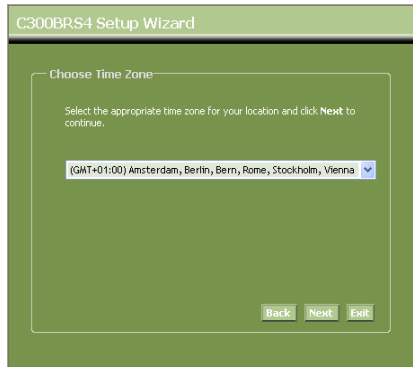 C300BRS4 Setup Wizard
Choose Time Zone
Select the appropriate time zone for your location and click Next to
continue.
(GMT+01:00) Amsterdam, Berlin, Bern, Rome, Stockholm, Vienna
Back Next Exit